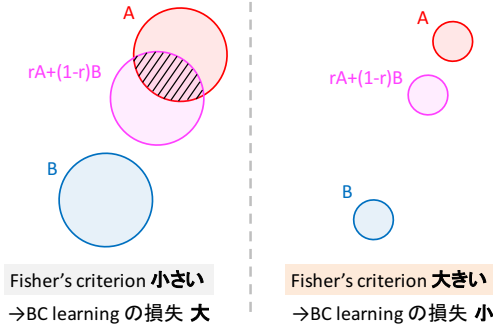 A
rA+(1-r)B
B
Fisher's criterion 小さい
→BC learning の損失 大
A
rA+(1-r)B
B
Fisher's criterion 大きい
→BC learning の損失 小